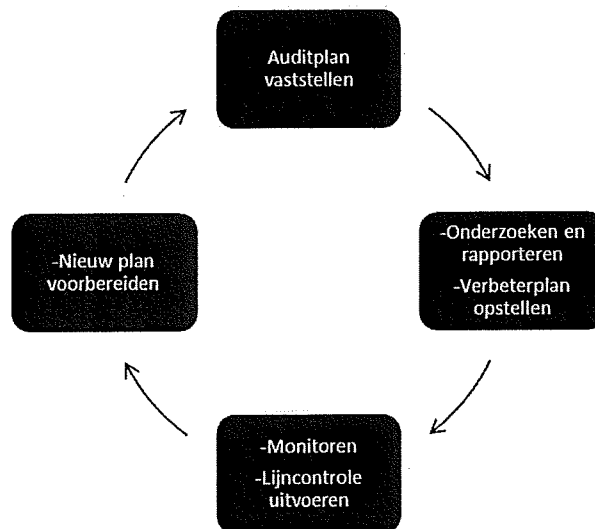 Auditplan
vaststellen
-Onderzoeken en
rapporteren
-Verbeterplan
opstellen
-Monitoren
-Lijncontrole
uitvoeren
-Nieuw plan
voorbereiden